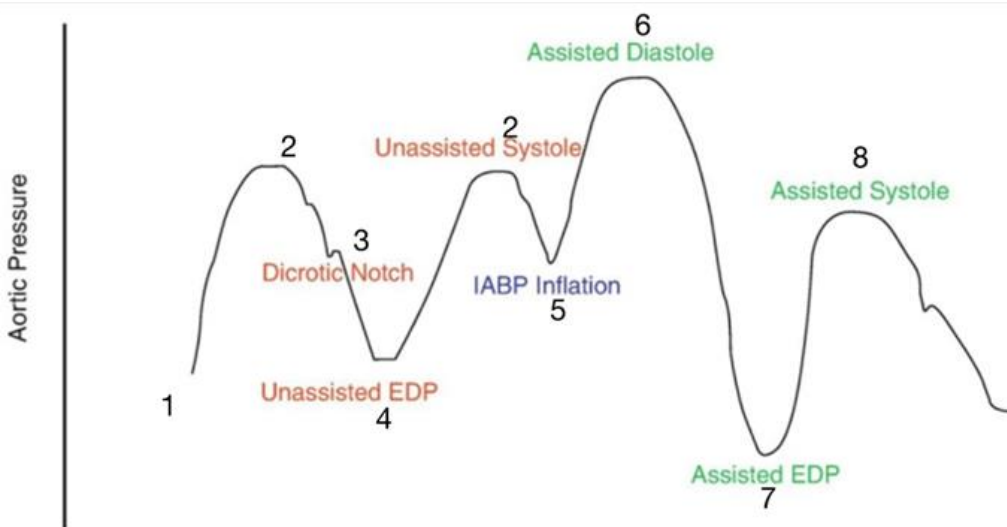 6
Assisted Diastole
2
2
Unassisted Systole
8
Assisted Systole
Aortic Pressure
3
Dicrotic Notch
IABP Inflation
5
1
Unassisted EDP
4
Assisted EDP
7